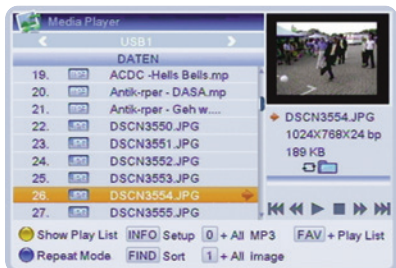 Media Player
USB1
DATEN
19. ACDC -Hells Bells.mp
20. Antik-rper - DASA.mp
21. Antik-rper - Geh w....
22. DSCN3550.JPG
23. DSCN3551.JPG
24. DSCN3552.JPG
25. DSCN3553.JPG
26. DSCN3554.JPG
27. DSCN3555.JPG
DSCN3554.JPG
1024X768X24 bp
189 KB
Show Play List INFO Setup 0 + All MP3 FAV + Play List
Repeat Mode FIND Sort 1 + All image